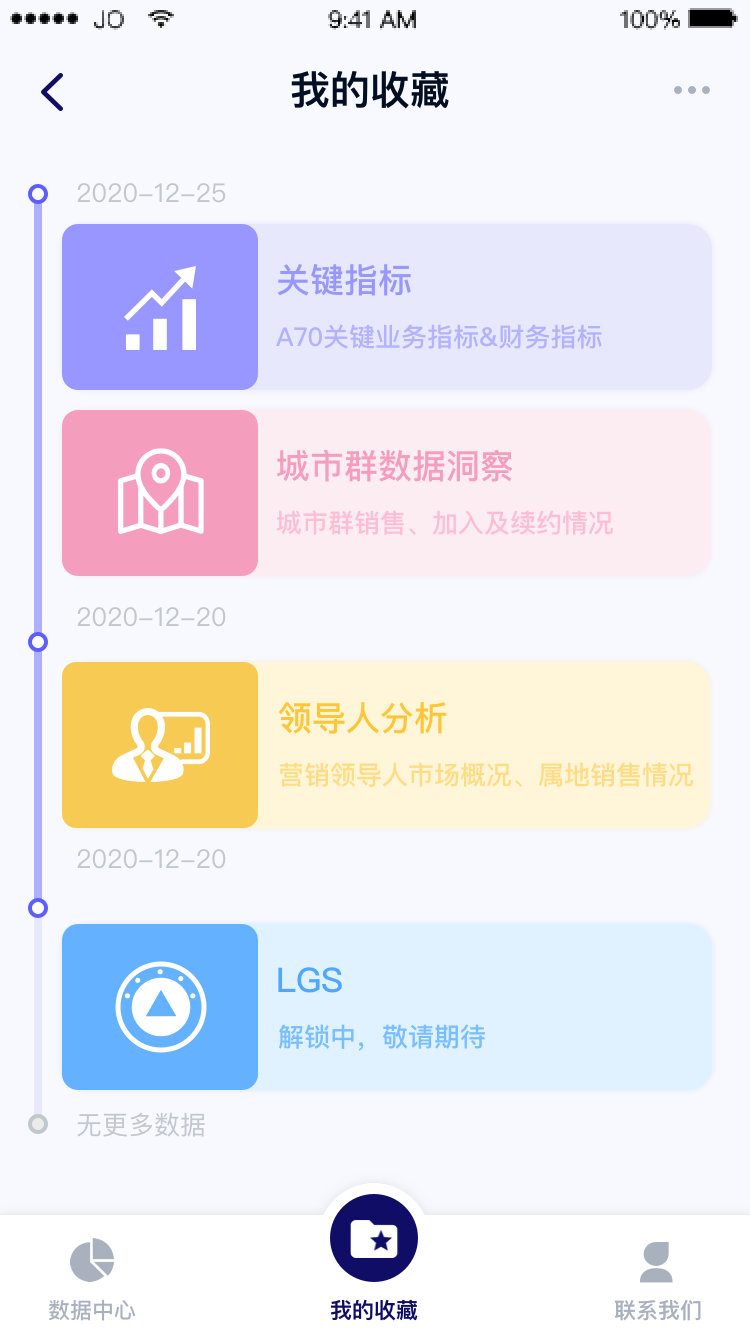 JO 9:41 AM 100%
我的收藏
2020-12-25
关键指标
A70关键业务指标&财务指标
城市群数据洞察
城市群销售、加入及续约情况
2020-12-20
领导人分析
营销领导人市场概况、属地销售情况
2020-12-20
LGS
解锁中，敬请期待
无更多数据
数据中心 我的收藏 联系我们